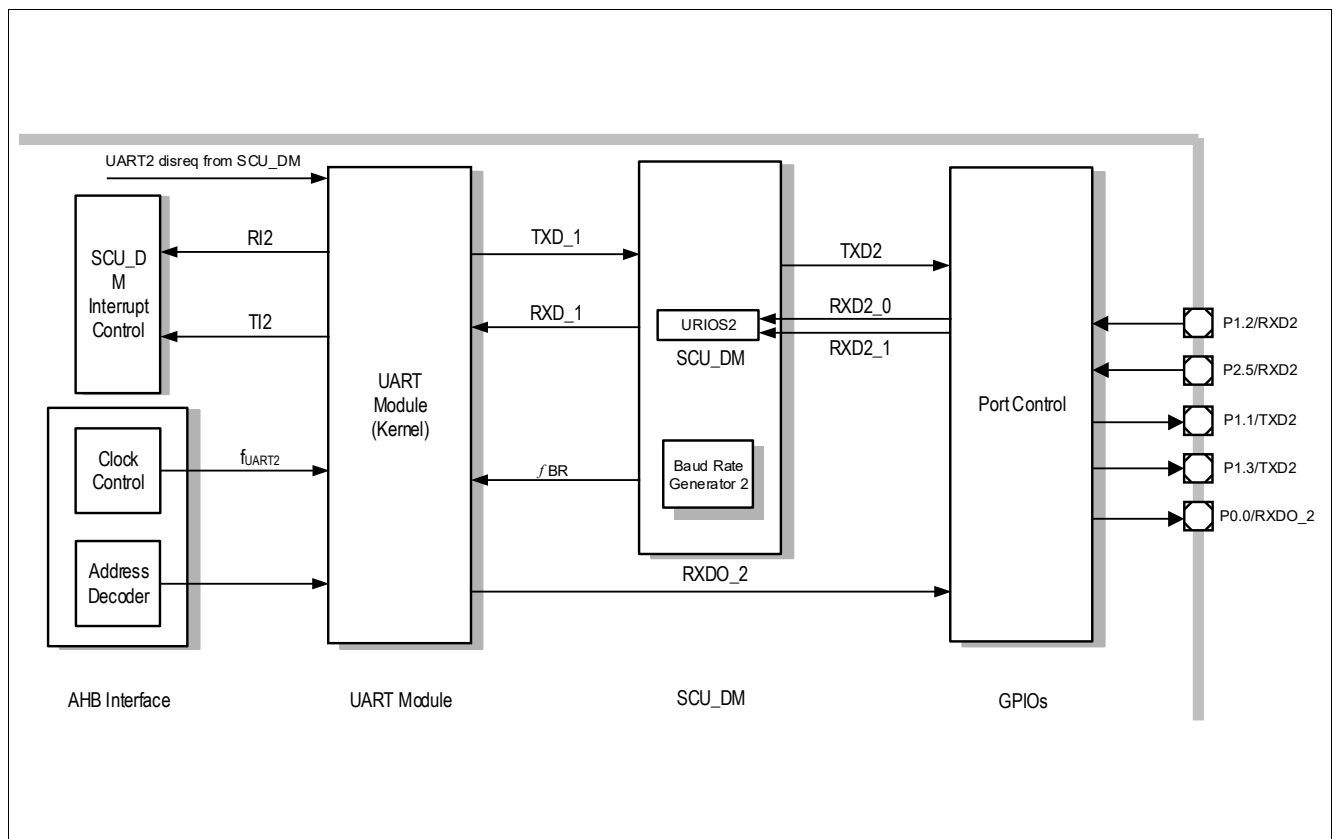 UART2 disreq from SCU_DM
SCU_D
M
Interrupt
Control
RI2
TI2
Clock
Control
Address
Decoder
fUART2
AHB Interface
UART
Module
(Kernel)
UART Module
TXD_1
RXD_1
ƒBR
RXDO_2
URIOS2
SCU_DM
Baud Rate
Generator 2
SCU_DM
TXD2
RXD2_0
RXD2_1
Port Control
GPIOs
P1.2/RXD2
P2.5/RXD2
P1.1/TXD2
P1.3/TXD2
P0.0/RXDO_2